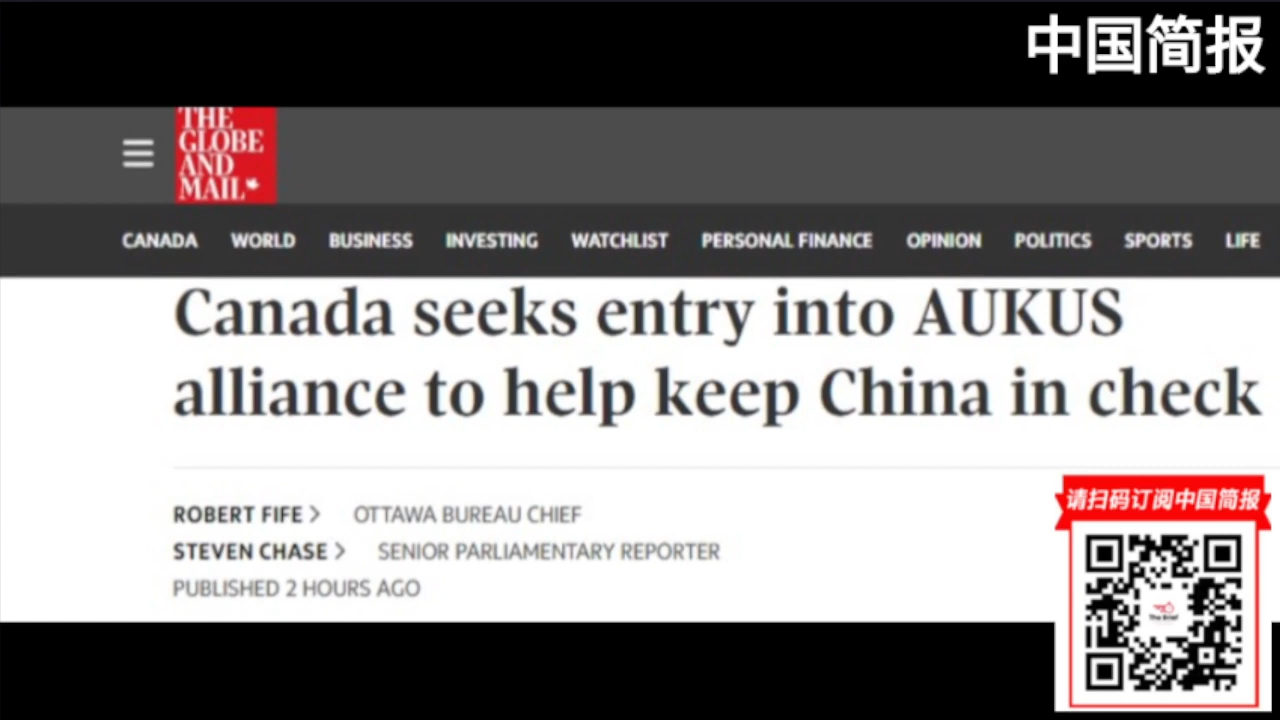 中国简报
THE
GLOBE
AND
MAIL
CANADA WORLD BUSINESS INVESTING WATCHLIST PERSONAL FINANCE OPINION POLITICS SPORTS LIFE
Canada seeks entry into AUKUS
alliance to help keep China in check
ROBERT FIFE > OTTAWA BUREAU CHIEF
STEVEN CHASE > SENIOR PARLIAMENTARY REPORTER
PUBLISHED 2 HOURS AGO
请扫码订阅中国简报
The Brief